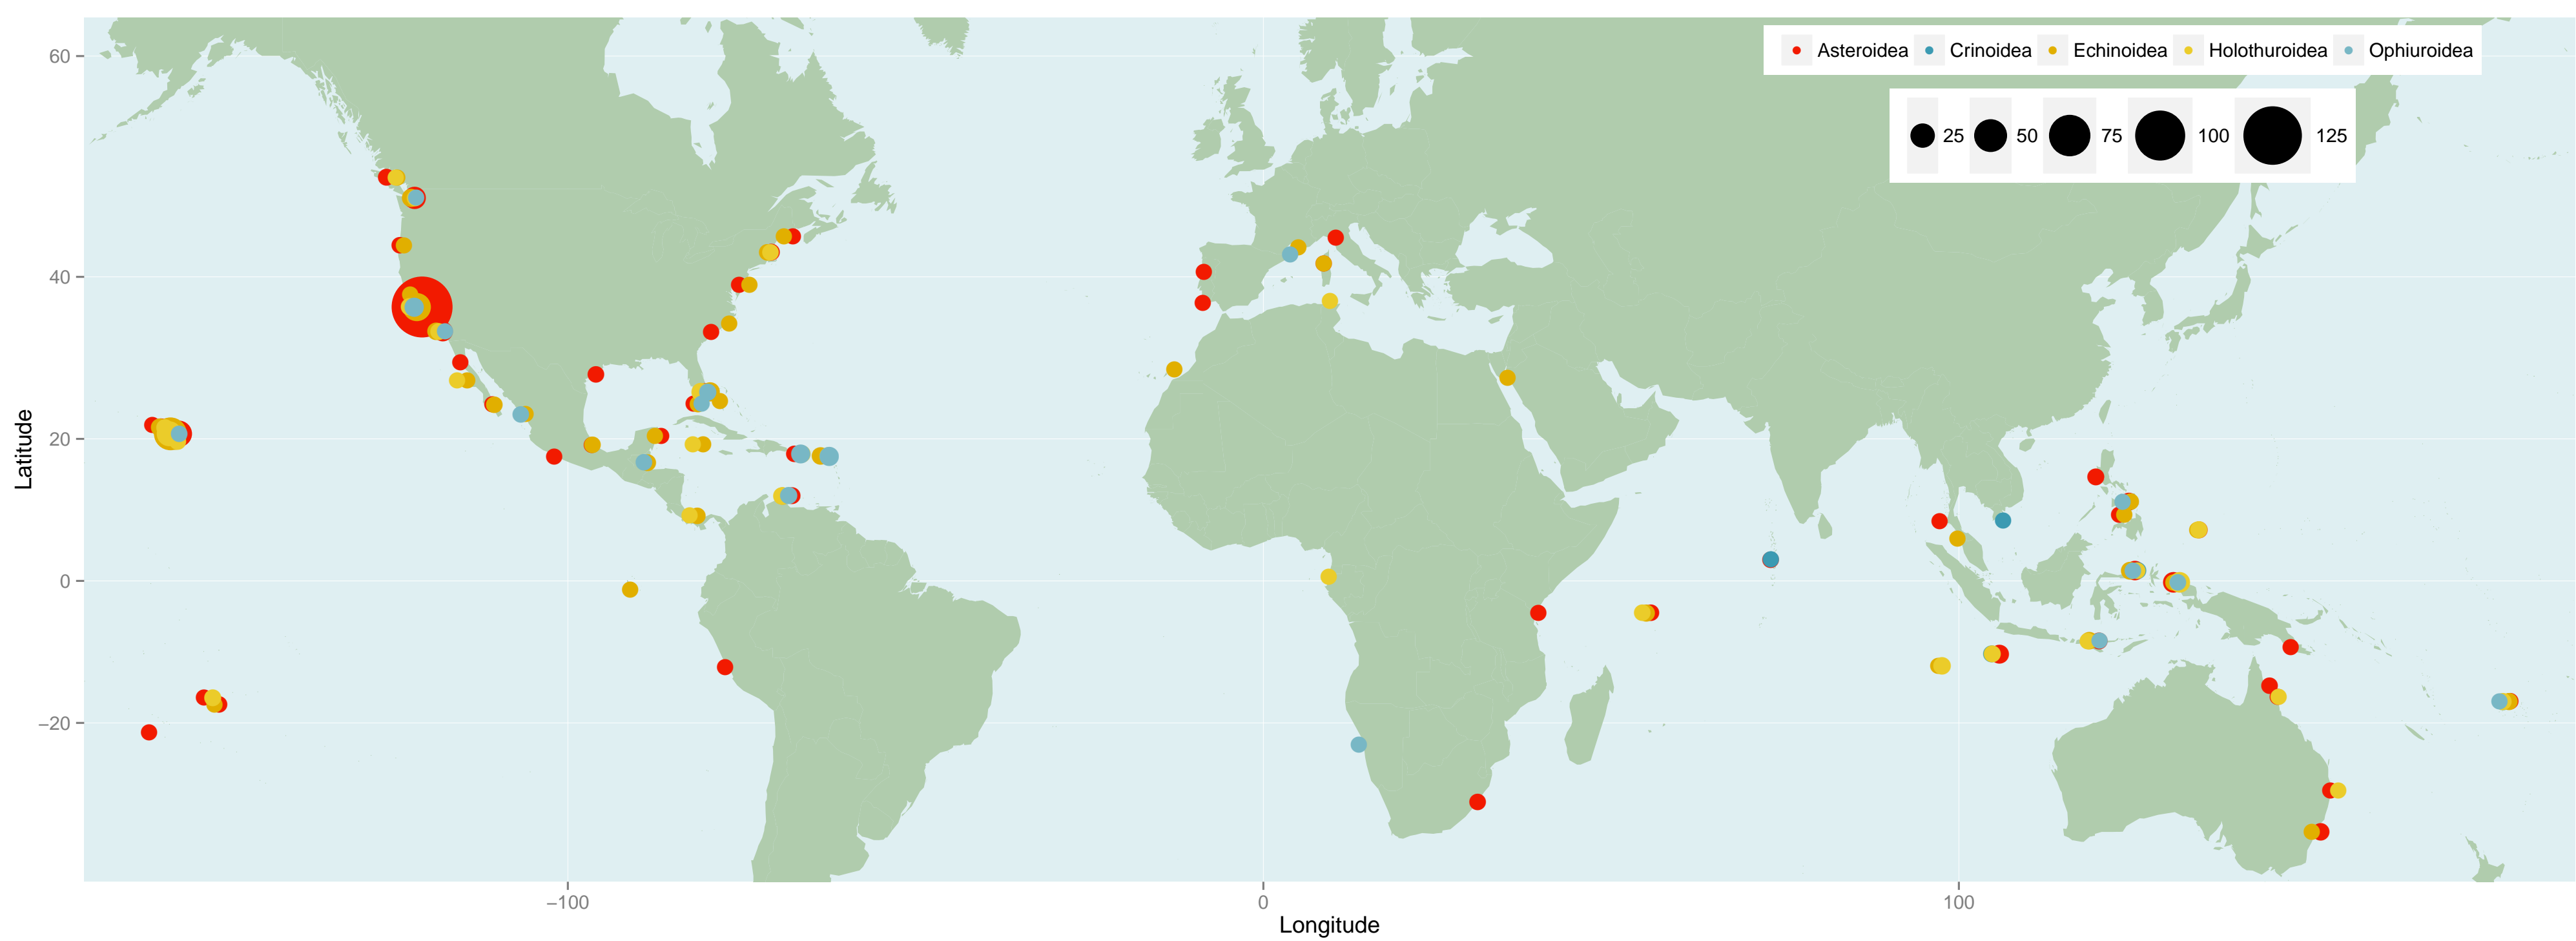 Asteroidea Crinoidea Echinoidea Holothuroidea Ophiuroidea
25 50 75 100 125
60
40
20
0
−20
Latitude
−100 0 100
Longitude